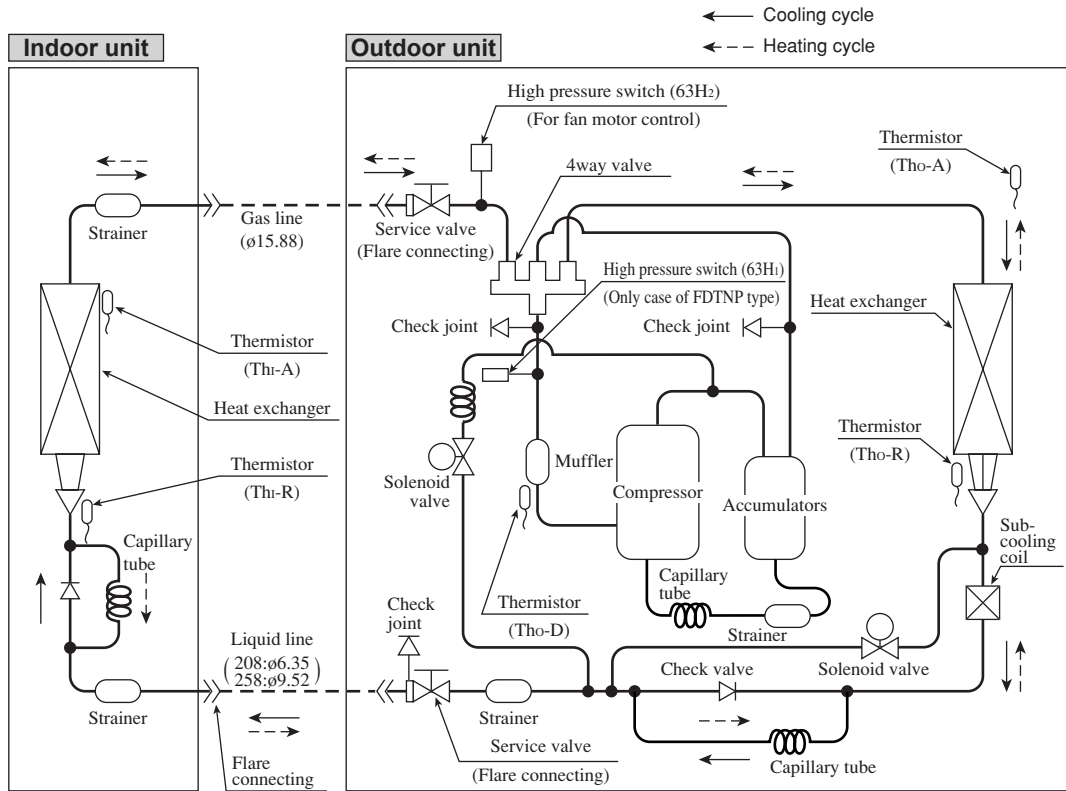 Cooling cycle
Heating cycle
Indoor unit
Outdoor unit
High pressure switch (63H2)
(For fan motor control)
Thermistor
(Tho-A)
4way valve
Strainer
Gas line
(ø15.88)
Service valve
(Flare connecting)
High pressure switch (63H1)
(Only case of FDTNP type)
Heat exchanger
Check joint
Check joint
Thermistor
(ThI-A)
Heat exchanger
Thermistor
(Tho-R)
Muffler
Thermistor
(ThI-R)
Solenoid
valve
Compressor
Accumulators
Sub-
cooling
coil
Capillary
tube
Capillary
tube
Check
joint
Thermistor
(Tho-D)
Strainer
Liquid line
(208:ø6.35
258:ø9.52)
Check valve
Solenoid valve
Strainer
Strainer
Service valve
(Flare connecting)
Flare
connecting
Capillary tube